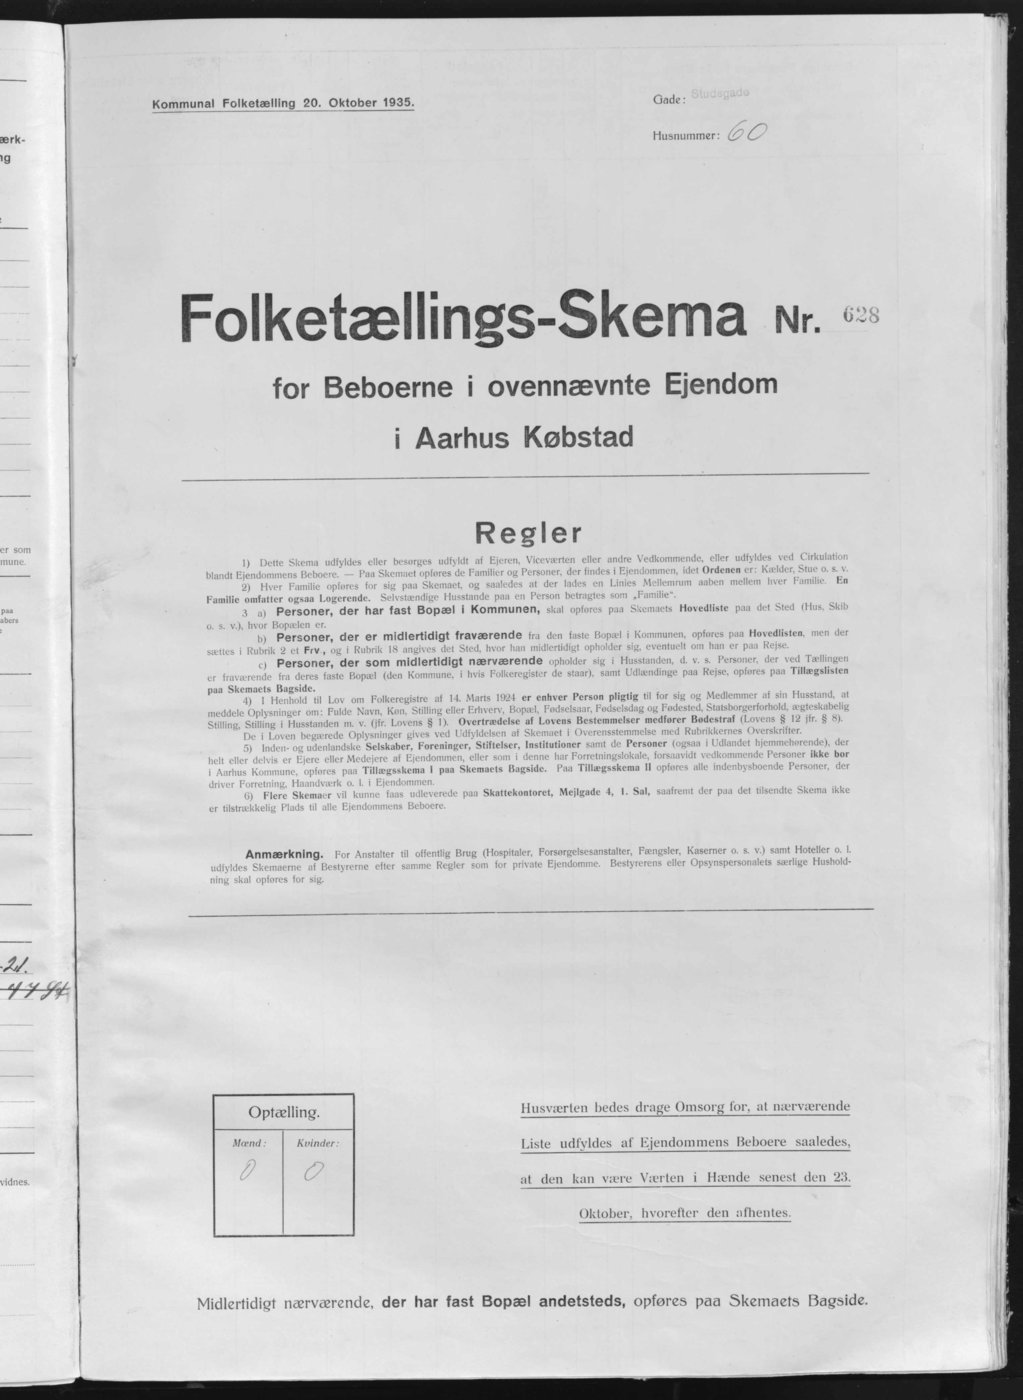 Kommunal Folketælling 20. Oktober 1935.
Gade: Studsgade
Husnummer: 60
Folketællings-Skema Nr. 628
for Beboerne i ovennævnte Ejendom
i Aarhus Købstad
Regler
1) Dette Skema udfyldes eller besørges udfyldt af Ejeren, Viceværten eller andre Vedkommende, eller udfyldes ved Cirkulation
blandt Ejendommens Beboere. — Paa Skemaet opføres de Familier og Personer, der findes i Ejendommen, idet Ordenen er: Kælder, Stue o. s. v.
2) Hver Familie opføres for sig paa Skemaet, og saaledes at der lades en Linies Mellemrum aaben mellem hver Familie. En
Familie omfatter ogsaa Logerende. Selvstændige Husstande paa en Person betragtes som „Familie".
3 a) Personer, der har fast Bopæl i Kommunen, skal opføres paa Skemaets Hovedliste paa det Sted (Hus, Skib
o. s. v.), hvor Bopælen er.
b) Personer, der er midlertidigt fraværende fra den faste Bopæl i Kommunen, opføres paa Hovedlisten, men der
sættes i Rubrik 2 et Frv., og i Rubrik 18 angives det Sted, hvor han midlertidigt opholder sig, eventuelt om han er paa Rejse.
c) Personer, der som midlertidigt nærværende opholder sig i Husstanden, d. v. s. Personer, der ved Tællingen
er fraværende fra deres faste Bopæl (den Kommune, i hvis Folkeregister de staar), samt Udlændinge paa Rejse, opføres paa Tillægslisten
paa Skemaets Bagside.
4) I Henhold til Lov om Folkeregistre af 14. Marts 1924 er enhver Person pligtig til for sig og Medlemmer af sin Husstand, at
meddele Oplysninger om: Fulde Navn, Køn, Stilling eller Erhverv, Bopæl, Fødselsaar, Fødselsdag og Fødested, Statsborgerforhold, ægteskabelig
Stilling, Stilling i Husstanden m. v. (jfr. Lovens § 1). Overtrædelse af Lovens Bestemmelser medfører Bødestraf (Lovens § 12 jfr. § 8).
De i Loven begærede Oplysninger gives ved Udfyldelsen af Skemaet i Overensstemmelse med Rubrikkernes Overskrifter.
5) Inden- og udenlandske Selskaber, Foreninger, Stiftelser, Institutioner samt de Personer (ogsaa i Udlandet hjemmehørende), der
helt eller delvis er Ejere eller Medejere af Ejendommen, eller som i denne har Forretningslokale, forsaavidt vedkommende Personer ikke bor
i Aarhus Kommune, opføres paa Tillægsskema I paa Skemaets Bagside. Paa Tillægsskema II opføres alle indenbysboende Personer, der
driver Forretning, Haandværk o. l. i Ejendommen.
6) Flere Skemaer vil kunne faas udleverede paa Skattekontoret, Mejlgade 4, 1. Sal, saafremt der paa det tilsendte Skema ikke
er tilstrækkelig Plads til alle Ejendommens Beboere.
Anmærkning. For Anstalter til offentlig Brug (Hospitaler, Forsørgelsesanstalter, Fængsler, Kaserner o. s. v.) samt Hoteller o. l.
udfyldes Skemaerne af Bestyrerne efter samme Regler som for private Ejendomme. Bestyrerens eller Opsynspersonalets særlige Hushold-
ning skal opføres for sig.
Optælling.
Mænd: Kvinder:
0 0
Husværten bedes drage Omsorg for, at nærværende
Liste udfyldes af Ejendommens Beboere saaledes,
at den kan være Værten i Hænde senest den 23.
Oktober, hvorefter den afhentes.
Midlertidigt nærværende, der har fast Bopæl andetsteds, opføres paa Skemaets Bagside.